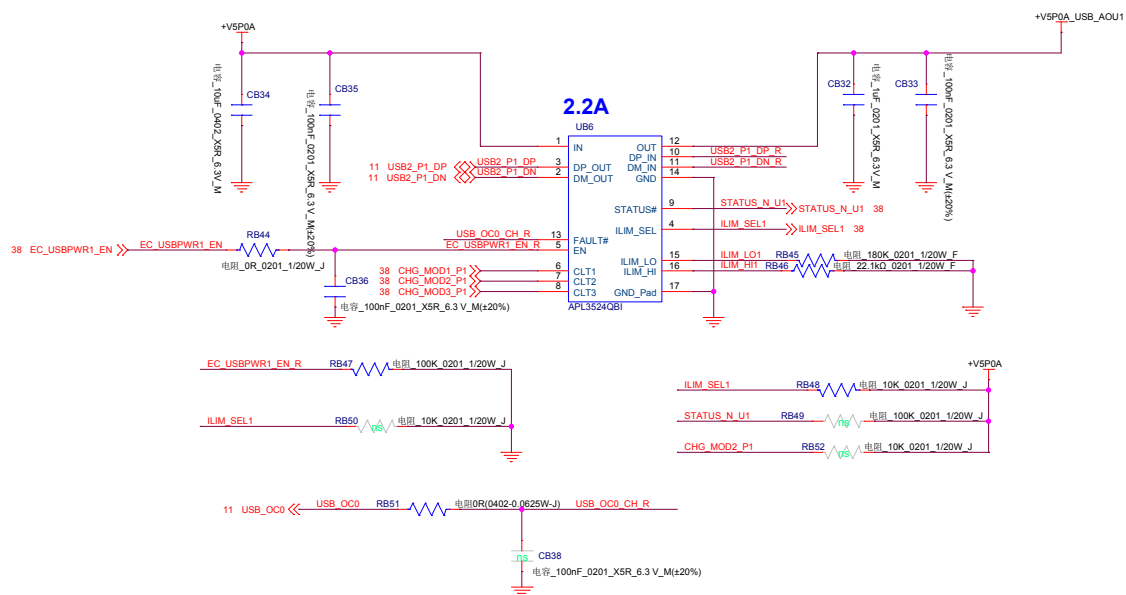 +V5P0A
+V5P0A_USB_AOU1
CB34
电容_10uF_0402_X5R_6.3V_M
CB35
电容_100nF_0201_X5R_6.3 V_M(±20%)
CB32
电容_1uF_0201_X5R_6.3V_M
CB33
电容_100nF_0201_X5R_6.3 V_M(±20%)
2.2A
UB6
1 IN OUT 12
DP_IN 10 USB2_P1_DP_R
11 USB2_P1_DP USB2_P1_DP 3 DP_OUT DM_IN 11 USB2_P1_DN_R
11 USB2_P1_DN USB2_P1_DN 2 DM_OUT GND 14
STATUS# 9 STATUS_N_U1 STATUS_N_U1 38
ILIM_SEL 4 ILIM_SEL1 ILIM_SEL1 38
USB_OC0_CH_R 13 FAULT#
38 EC_USBPWR1_EN EC_USBPWR1_EN RB44 EC_USBPWR1_EN_R 5 EN
电阻_0R_0201_1/20W_J
ILIM_LO 15 ILIM_LO1 RB45 电阻_180K_0201_1/20W_F
38 CHG_MOD1_P1 6 CLT1 ILIM_HI 16 ILIM_HI1 RB46 电阻_22.1kΩ_0201_1/20W_F
38 CHG_MOD2_P1 7 CLT2
38 CHG_MOD3_P1 8 CLT3 GND_Pad 17
CB36
电容_100nF_0201_X5R_6.3 V_M(±20%)
APL3524QBI
EC_USBPWR1_EN_R RB47 电阻_100K_0201_1/20W_J
ILIM_SEL1 RB50 ns 电阻_10K_0201_1/20W_J
+V5P0A
ILIM_SEL1 RB48 电阻_10K_0201_1/20W_J
STATUS_N_U1 RB49 ns 电阻_100K_0201_1/20W_J
CHG_MOD2_P1 RB52 ns 电阻_10K_0201_1/20W_J
11 USB_OC0 USB_OC0 RB51 电阻0R(0402-0.0625W-J) USB_OC0_CH_R
ns CB38
电容_100nF_0201_X5R_6.3 V_M(±20%)